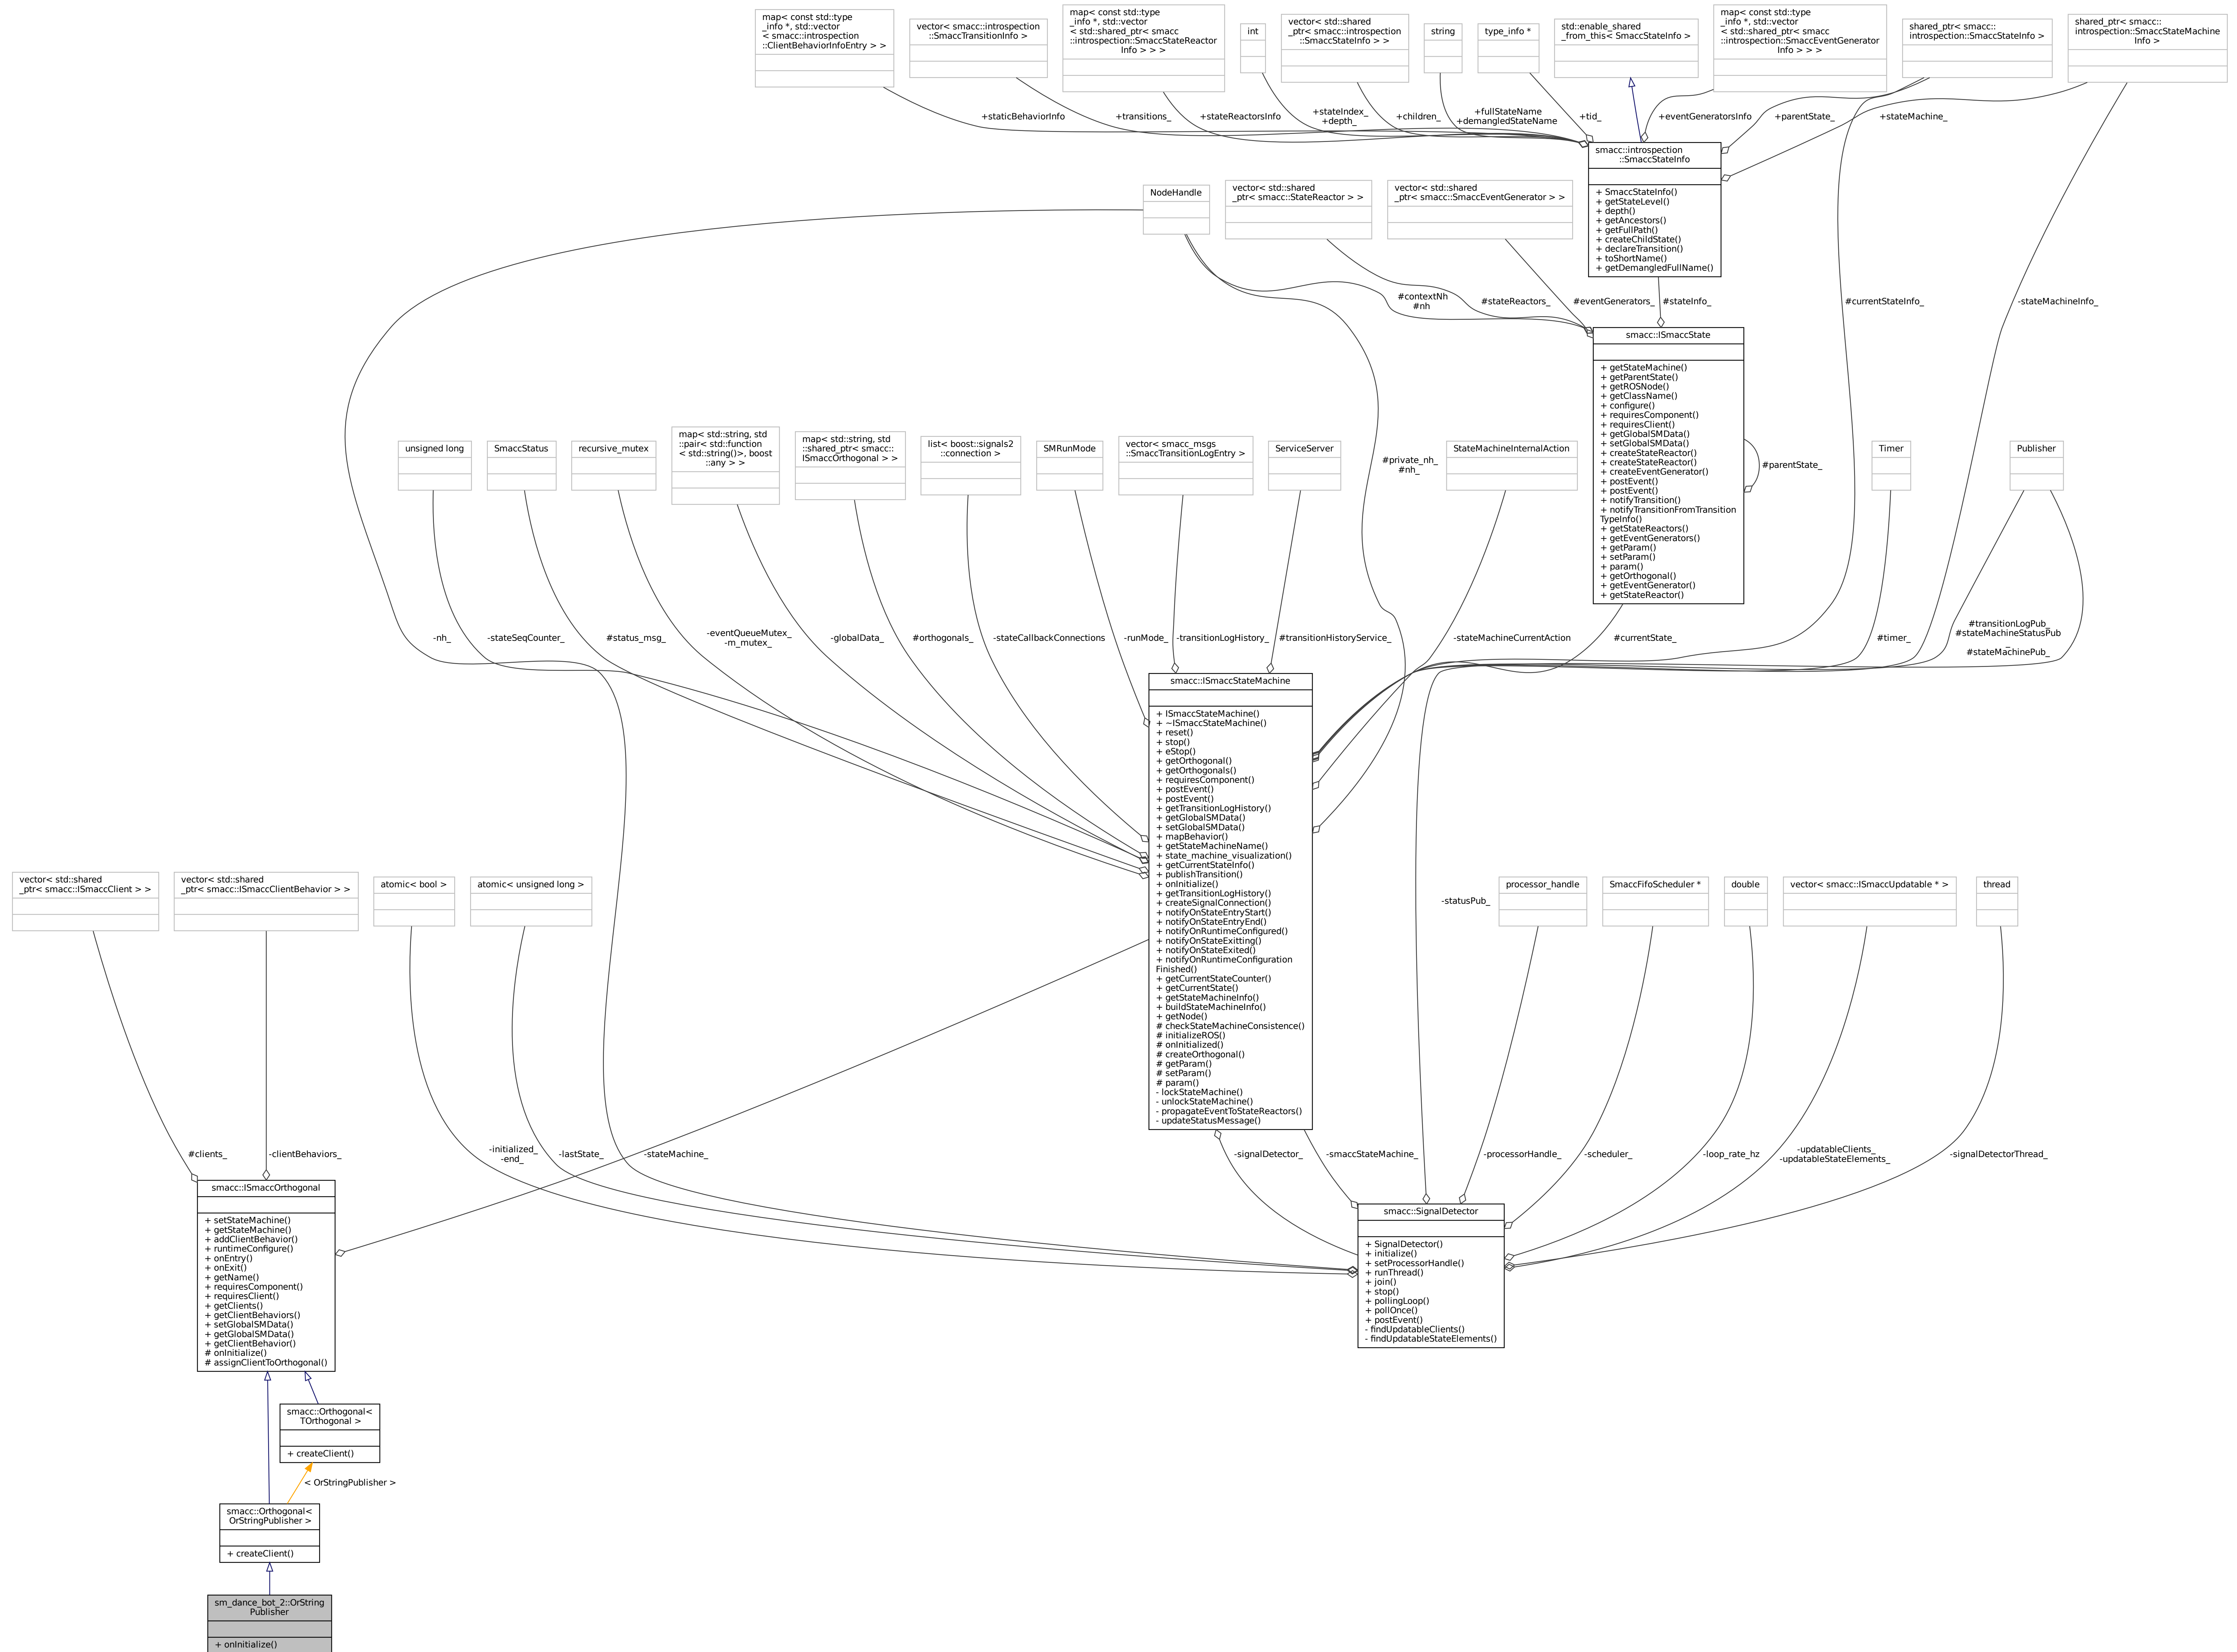 map< const std::type
_info *, std::vector
< smacc::introspection
::ClientBehaviorInfoEntry > >
vector< smacc::introspection
::SmaccTransitionInfo >
map< const std::type
_info *, std::vector
< std::shared_ptr< smacc
::introspection::SmaccStateReactor
Info > > >
int
vector< std::shared
_ptr< smacc::introspection
::SmaccStateInfo > >
string
type_info *
std::enable_shared
_from_this< SmaccStateInfo >
map< const std::type
_info *, std::vector
< std::shared_ptr< smacc
::introspection::SmaccEventGenerator
Info > > >
shared_ptr< smacc::
introspection::SmaccStateInfo >
shared_ptr< smacc::
introspection::SmaccStateMachine
Info >
+staticBehaviorInfo
+transitions_
+stateReactorsInfo
+stateIndex_
+depth_
+children_
+fullStateName
+demangledStateName
+tid_
+eventGeneratorsInfo
+parentState_
+stateMachine_
smacc::introspection
::SmaccStateInfo
+ SmaccStateInfo()
+ getStateLevel()
+ depth()
+ getAncestors()
+ getFullPath()
+ createChildState()
+ declareTransition()
+ toShortName()
+ getDemangledFullName()
NodeHandle
vector< std::shared
_ptr< smacc::StateReactor > >
vector< std::shared
_ptr< smacc::SmaccEventGenerator > >
#contextNh
#nh
#stateReactors_
#eventGenerators_
#stateInfo_
#currentStateInfo_
-stateMachineInfo_
smacc::ISmaccState
+ getStateMachine()
+ getParentState()
+ getROSNode()
+ getClassName()
+ configure()
+ requiresComponent()
+ requiresClient()
+ getGlobalSMData()
+ setGlobalSMData()
+ createStateReactor()
+ createStateReactor()
+ createEventGenerator()
+ postEvent()
+ postEvent()
+ notifyTransition()
+ notifyTransitionFromTransition
TypeInfo()
+ getStateReactors()
+ getEventGenerators()
+ getParam()
+ setParam()
+ param()
+ getOrthogonal()
+ getEventGenerator()
+ getStateReactor()
#parentState_
unsigned long
SmaccStatus
recursive_mutex
map< std::string, std
::pair< std::function
< std::string()>, boost
::any > >
map< std::string, std
::shared_ptr< smacc::
ISmaccOrthogonal > >
list< boost::signals2
::connection >
SMRunMode
vector< smacc_msgs
::SmaccTransitionLogEntry >
ServiceServer
#private_nh_
#nh_
StateMachineInternalAction
Timer
Publisher
-nh_
-stateSeqCounter_
#status_msg_
-eventQueueMutex_
-m_mutex_
-globalData_
#orthogonals_
-stateCallbackConnections
-runMode_
-transitionLogHistory_
#transitionHistoryService_
-stateMachineCurrentAction
#currentState_
#timer_
#transitionLogPub_
#stateMachineStatusPub
_
#stateMachinePub_
smacc::ISmaccStateMachine
+ ISmaccStateMachine()
+ ~ISmaccStateMachine()
+ reset()
+ stop()
+ eStop()
+ getOrthogonal()
+ getOrthogonals()
+ requiresComponent()
+ postEvent()
+ postEvent()
+ getTransitionLogHistory()
+ getGlobalSMData()
+ setGlobalSMData()
+ mapBehavior()
+ getStateMachineName()
+ state_machine_visualization()
+ getCurrentStateInfo()
+ publishTransition()
+ onInitialize()
+ getTransitionLogHistory()
+ createSignalConnection()
+ notifyOnStateEntryStart()
+ notifyOnStateEntryEnd()
+ notifyOnRuntimeConfigured()
+ notifyOnStateExitting()
+ notifyOnStateExited()
+ notifyOnRuntimeConfiguration
Finished()
+ getCurrentStateCounter()
+ getCurrentState()
+ getStateMachineInfo()
+ buildStateMachineInfo()
+ getNode()
# checkStateMachineConsistence()
# initializeROS()
# onInitialized()
# createOrthogonal()
# getParam()
# setParam()
# param()
- lockStateMachine()
- unlockStateMachine()
- propagateEventToStateReactors()
- updateStatusMessage()
vector< std::shared
_ptr< smacc::ISmaccClient > >
vector< std::shared
_ptr< smacc::ISmaccClientBehavior > >
atomic< bool >
atomic< unsigned long >
-statusPub_
processor_handle
SmaccFifoScheduler *
double
vector< smacc::ISmaccUpdatable * >
thread
#clients_
-clientBehaviors_
-initialized_
-end_
-lastState_
-stateMachine_
-signalDetector_
-smaccStateMachine_
-processorHandle_
-scheduler_
-loop_rate_hz
-updatableClients_
-updatableStateElements_
-signalDetectorThread_
smacc::ISmaccOrthogonal
+ setStateMachine()
+ getStateMachine()
+ addClientBehavior()
+ runtimeConfigure()
+ onEntry()
+ onExit()
+ getName()
+ requiresComponent()
+ requiresClient()
+ getClients()
+ getClientBehaviors()
+ setGlobalSMData()
+ getGlobalSMData()
+ getClientBehavior()
# onInitialize()
# assignClientToOrthogonal()
smacc::SignalDetector
+ SignalDetector()
+ initialize()
+ setProcessorHandle()
+ runThread()
+ join()
+ stop()
+ pollingLoop()
+ pollOnce()
+ postEvent()
- findUpdatableClients()
- findUpdatableStateElements()
smacc::Orthogonal<
TOrthogonal >
+ createClient()
< OrStringPublisher >
smacc::Orthogonal<
OrStringPublisher >
+ createClient()
sm_dance_bot_2::OrString
Publisher
+ onInitialize()